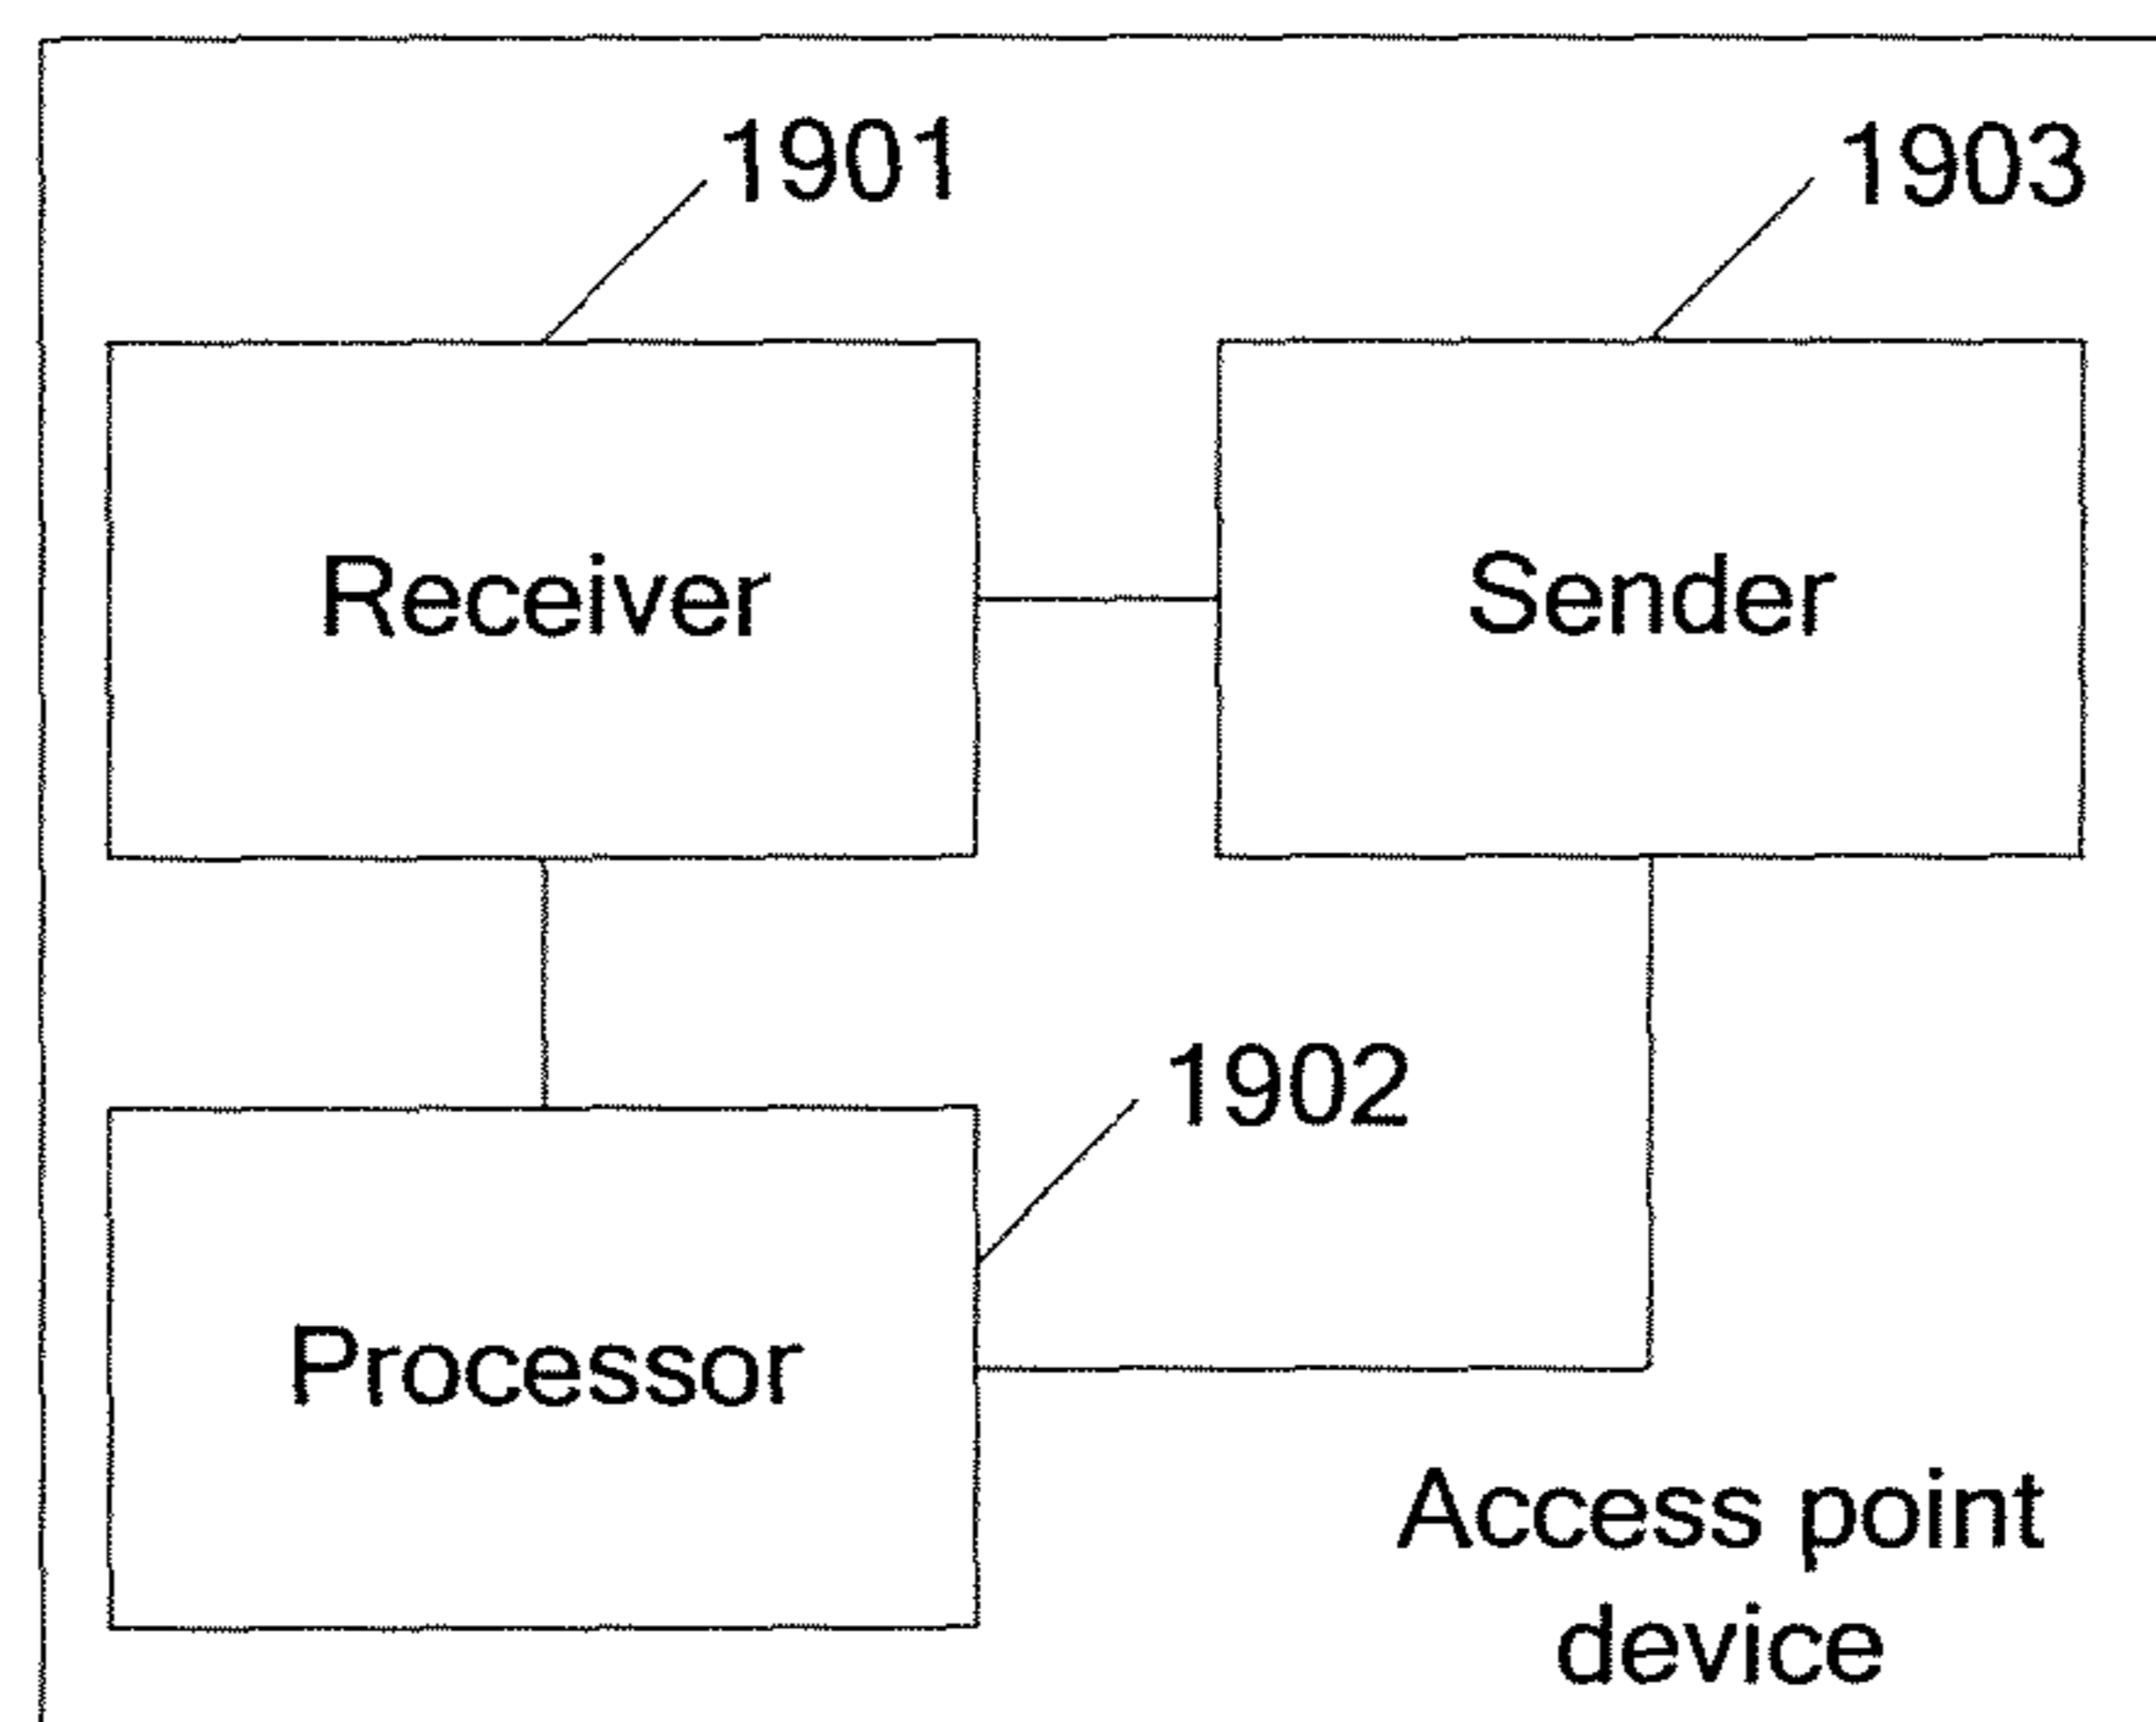 1901
1903
Receiver
Sender
1902
Processor
Access point
device